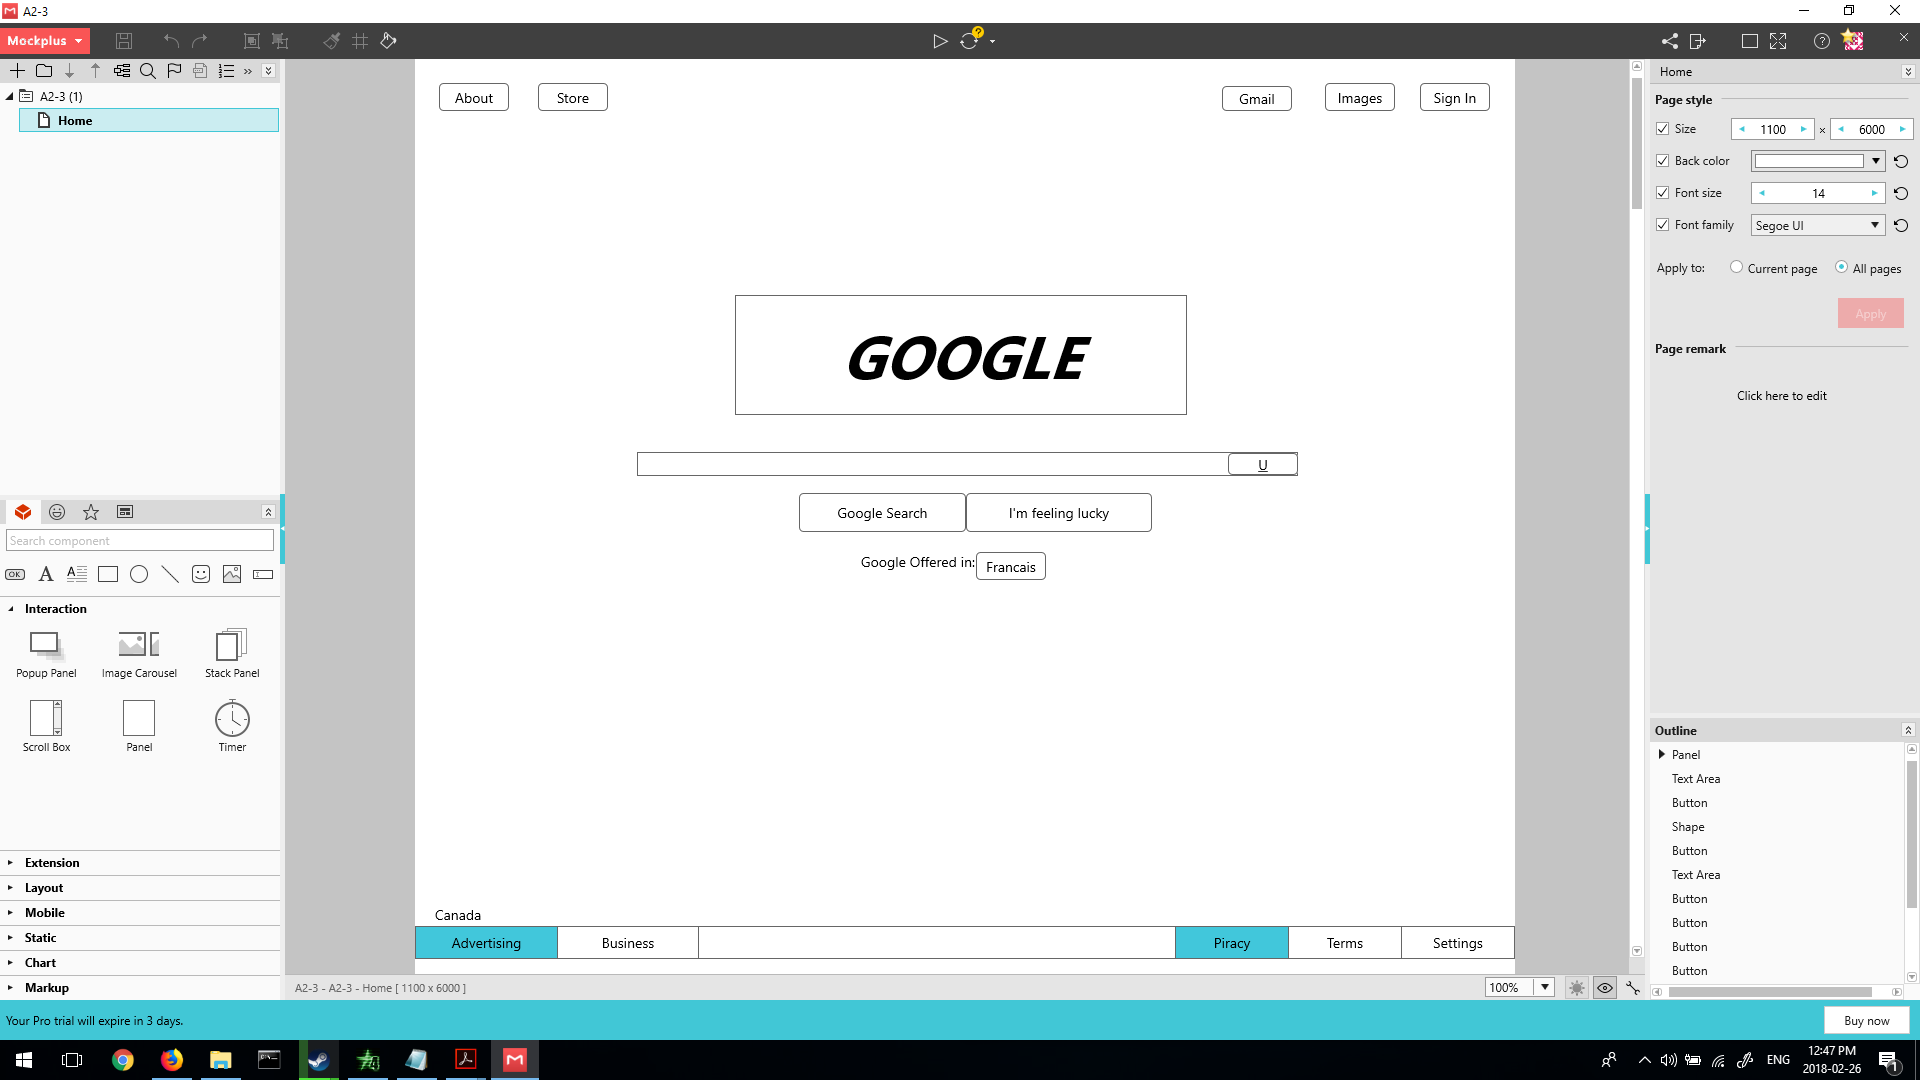 A2-3
Mockplus
A2-3 (1)
Home
Search component
OK
Interaction
Popup Panel
Image Carousel
Stack Panel
Scroll Box
Panel
Timer
Extension
Layout
Mobile
Static
Chart
Markup
About
Store
Gmail
Images
Sign In
GOOGLE
U
Google Search
I'm feeling lucky
Google Offered in:
Francais
Canada
Advertising
Business
Piracy
Terms
Settings
A2-3 - A2-3 - Home [ 1100 x 6000 ]
100%
Home
Page style
Size
1100
x
6000
Back color
Font size
14
Font family
Segoe UI
Apply to:
Current page
All pages
Apply
Page remark
Click here to edit
Outline
Panel
Text Area
Button
Shape
Button
Text Area
Button
Button
Button
Button
Your Pro trial will expire in 3 days.
Buy now
ENG
12:47 PM
2018-02-26
1